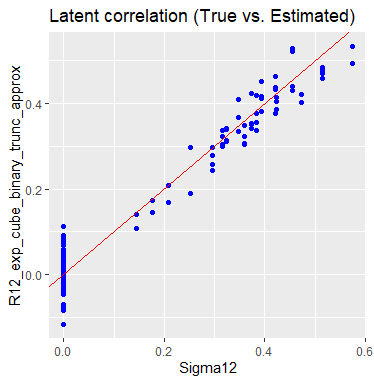 Latent correlation (True vs. Estimated)
R12_exp_cube_binary_trunc_approx
0.4
0.2
0.0
0.0 0.2 0.4 0.6
Sigma12